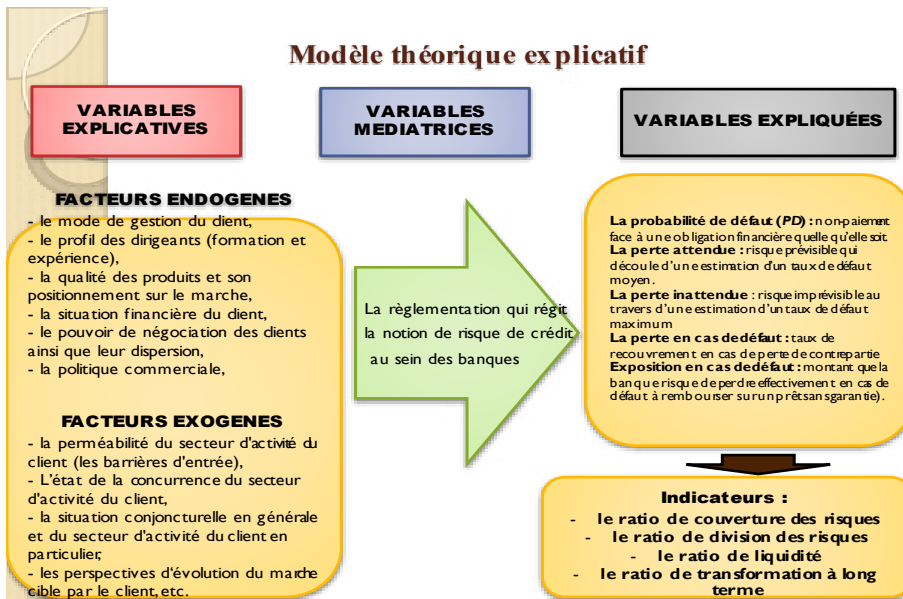 Modèle théorique explicatif
VARIABLES
EXPLICATIVES
VARIABLES
MEDIATRICES
VARIABLES EXPLIQUÉES
FACTEURS ENDOGENES
- le mode de gestion du client,
- le profil des dirigeants (formation et
expérience),
- la qualité des produits et son
positionnement sur le marche,
- la situation financière du client,
- le pouvoir de négociation des clients
ainsi que leur dispersion,
- la politique commerciale,
FACTEURS EXOGENES
- la perméabilité du secteur d'activité du
client (les barrières d'entrée),
- L'état de la concurrence du secteur
d'activité du client,
- la situation conjoncturelle en générale
et du secteur d'activité du client en
particulier,
- les perspectives d'évolution du marche
cible par le client, etc.
La règlementation qui régit
la notion de risque de crédit
au sein des banques
La probabilité de défaut (PD) : non-paiement
face à une obligation financière quelle qu'elle soit.
La perte attendue : risque prévisible qui
découle d'une estimation d'un taux de défaut
moyen.
La perte inattendue : risque imprévisible au
travers d'une estimation d'un taux de défaut
maximum
La perte en cas de défaut : taux de
recouvrement en cas de perte de contrepartie
Exposition en cas de défaut : montant que la
banque risque de perdre effectivement en cas de
défaut à rembourser sur un prêt sans garantie).
Indicateurs :
- le ratio de couverture des risques
- le ratio de division des risques
- le ratio de liquidité
- le ratio de transformation à long
terme